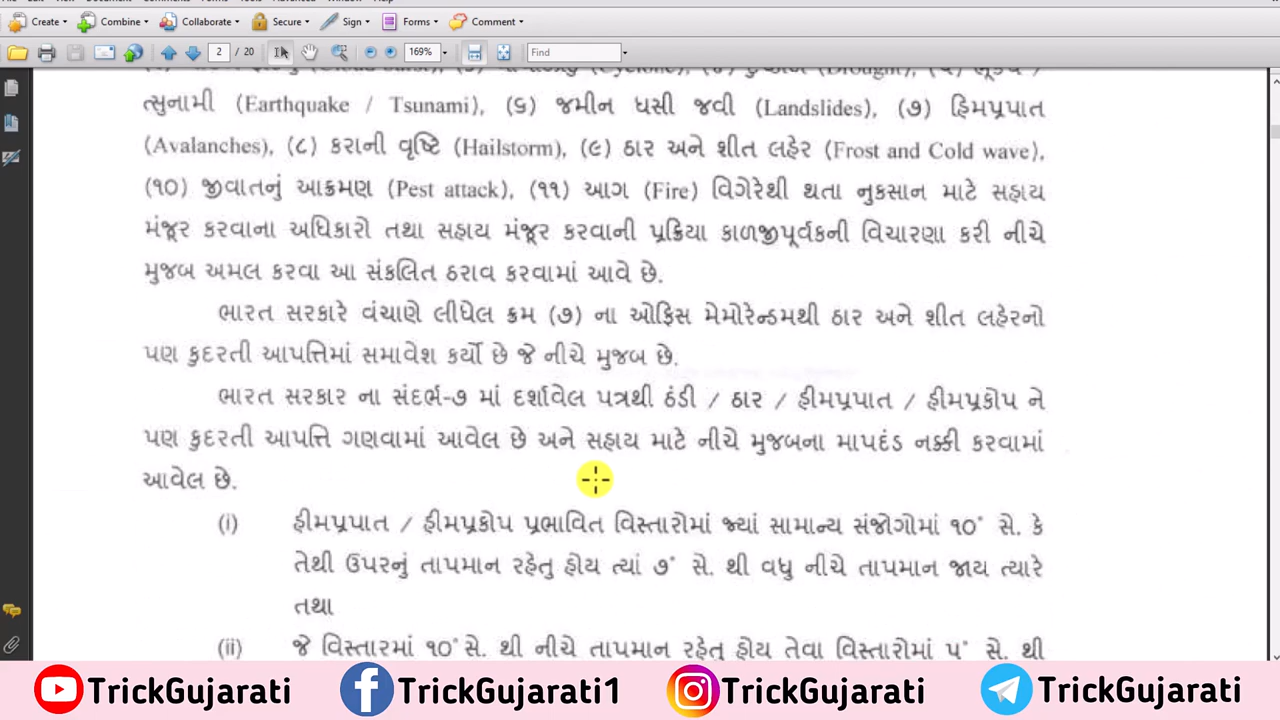 Create Combine Collaborate Secure Sign Forms Comment
2 / 20 169% Find
ત્સુનામી (Earthquake / Tsunami), (૬) જમીન ધસી જવી (Landslides), (૭) હિમપ્રપાત
(Avalanches), (૮) કરાની વૃષ્ટિ (Hailstorm), (૯) ઠાર અને શીત લહેર (Frost and Cold wave),
(૧૦) જીવાતનું આક્રમણ (Pest attack), (૧૧) આગ (Fire) વિગેરેથી થતા નુકસાન માટે સહાય
મંજૂર કરવાના અધિકારો તથા સહાય મંજૂર કરવાની પ્રક્રિયા કાળજીપૂર્વકની વિચારણા કરી નીચે
મુજબ અમલ કરવા આ સંકલિત ઠરાવ કરવામાં આવે છે.
ભારત સરકારે વંચાણે લીધેલ ક્રમ (૭) ના ઓફિસ મેમોરેન્ડમથી ઠાર અને શીત લહેરનો
પણ કુદરતી આપત્તિમાં સમાવેશ કર્યો છે જે નીચે મુજબ છે.
ભારત સરકાર ના સંદર્ભ-૭ માં દર્શાવેલ પત્રથી ઠંડી / ઠાર / હીમપ્રપાત / હીમપ્રકોપ ને
પણ કુદરતી આપત્તિ ગણવામાં આવેલ છે અને સહાય માટે નીચે મુજબના માપદંડ નક્કી કરવામાં
આવેલ છે.
(i) હીમપ્રપાત / હીમપ્રકોપ પ્રભાવિત વિસ્તારોમાં જ્યાં સામાન્ય સંજોગોમાં ૧૦° સે. કે
તેથી ઉપરનું તાપમાન રહેતુ હોય ત્યાં ૭° સે. થી વધુ નીચે તાપમાન જાય ત્યારે
તથા
(ii) જે વિસ્તારમાં ૧૦° સે. થી નીચે તાપમાન રહેતુ હોય તેવા વિસ્તારોમાં ૫° સે. થી
TrickGujarati TrickGujarati1 TrickGujarati TrickGujarati